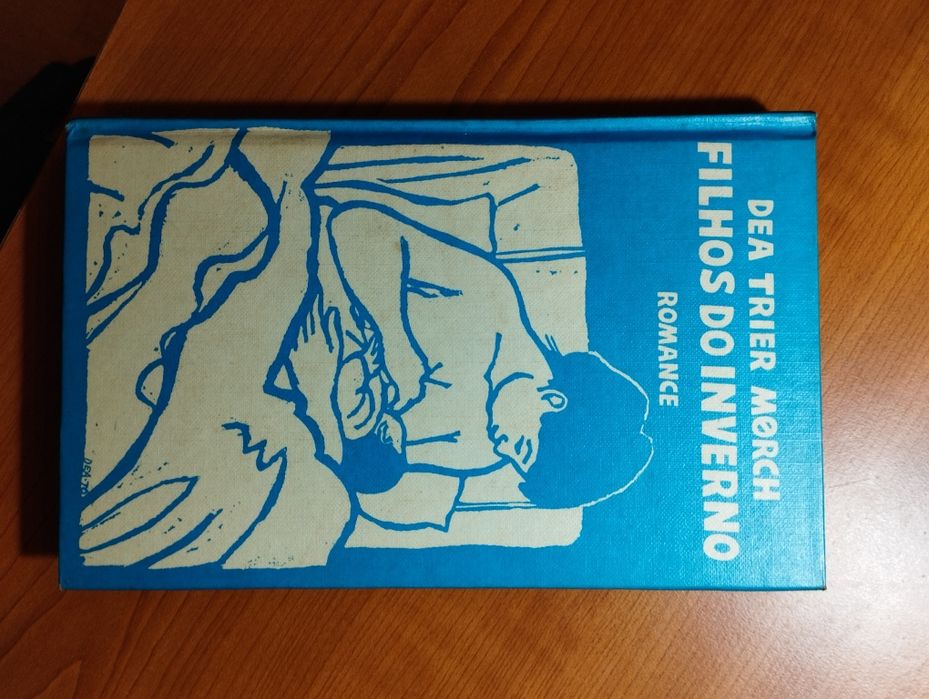 DEA TRIER MØRCH
FILHOS DO INVERNO
ROMANCE